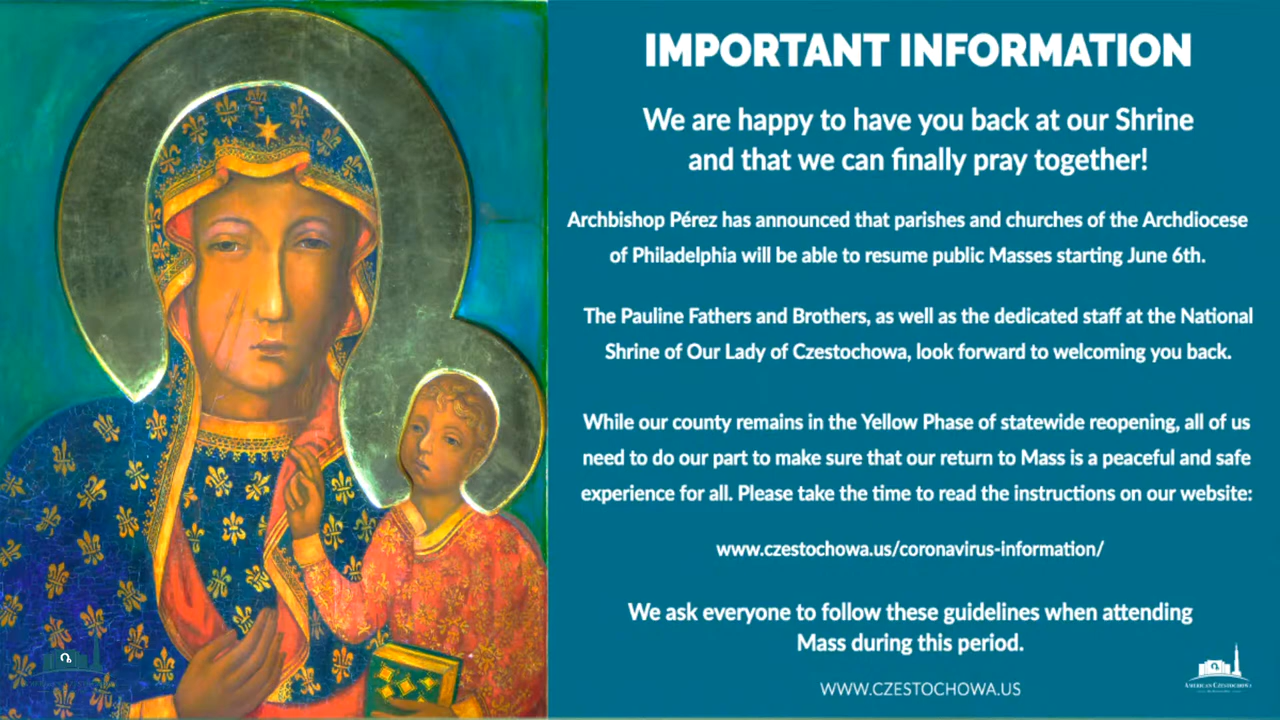 IMPORTANT INFORMATION
We are happy to have you back at our Shrine
and that we can finally pray together!
Archbishop Pérez has announced that parishes and churches of the Archdiocese
of Philadelphia will be able to resume public Masses starting June 6th.
The Pauline Fathers and Brothers, as well as the dedicated staff at the National
Shrine of Our Lady of Czestochowa, look forward to welcoming you back.
While our county remains in the Yellow Phase of statewide reopening, all of us
need to do our part to make sure that our return to Mass is a peaceful and safe
experience for all. Please take the time to read the instructions on our website:
www.czestochowa.us/coronavirus-information/
We ask everyone to follow these guidelines when attending
Mass during this period.
WWW.CZESTOCHOWA.US
AMERICAN CZESTOCHOWA